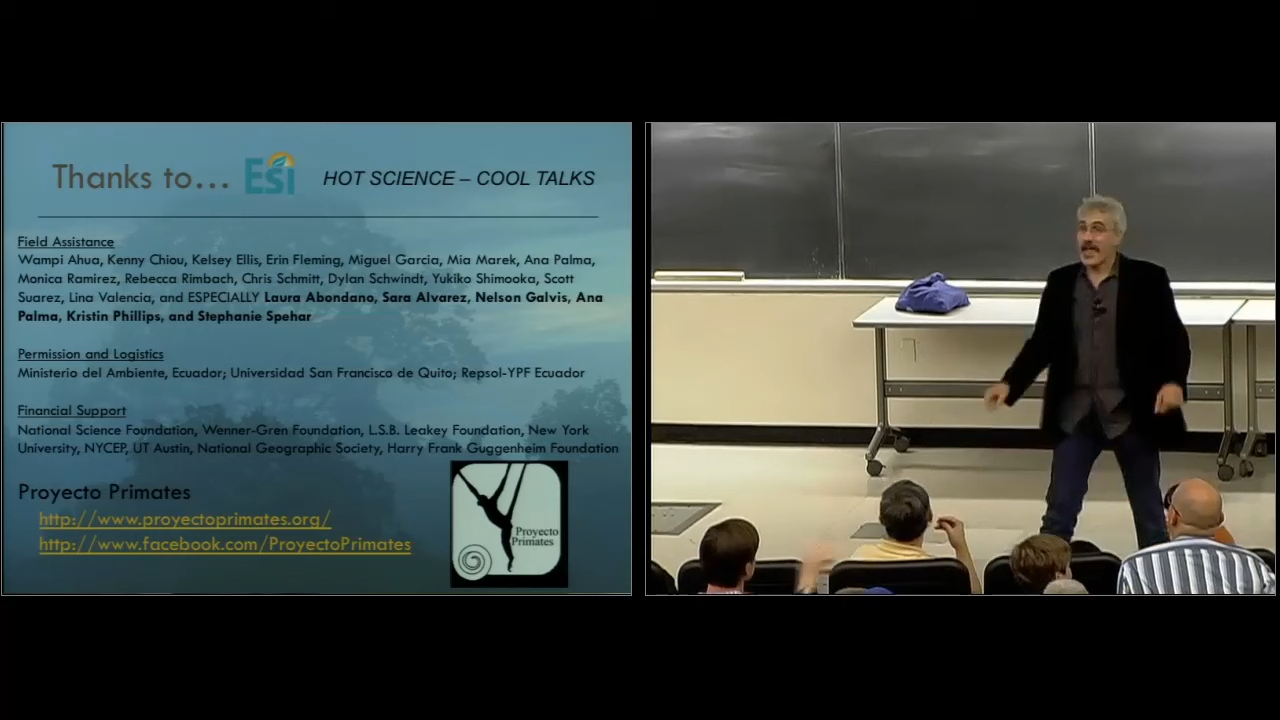 Thanks to... ESI HOT SCIENCE – COOL TALKS
Field Assistance
Wampi Ahua, Kenny Chiou, Kelsey Ellis, Erin Fleming, Miguel Garcia, Mia Marek, Ana Palma,
Monica Ramirez, Rebecca Rimbach, Chris Schmitt, Dylan Schwindt, Yukiko Shimooka, Scott
Suarez, Lina Valencia, and ESPECIALLY Laura Abondano, Sara Alvarez, Nelson Galvis, Ana
Palma, Kristin Phillips, and Stephanie Spehar
Permission and Logistics
Ministerio del Ambiente, Ecuador; Universidad San Francisco de Quito; Repsol-YPF Ecuador
Financial Support
National Science Foundation, Wenner-Gren Foundation, L.S.B. Leakey Foundation, New York
University, NYCEP, UT Austin, National Geographic Society, Harry Frank Guggenheim Foundation
Proyecto Primates
http://www.proyectoprimates.org/
http://www.facebook.com/ProyectoPrimates
Proyecto
Primates